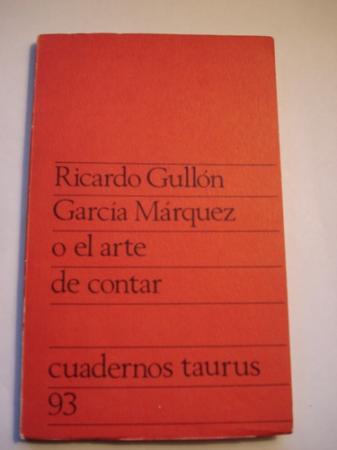 Ricardo Gullón
García Márquez
o el arte
de contar
cuadernos taurus
93